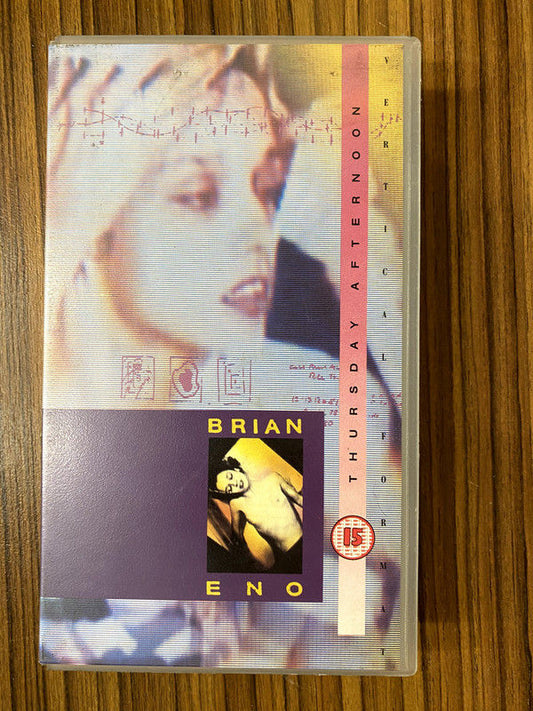 VERTICAL FORMAT
THURSDAY AFTERNOON
BRIAN
ENO
15